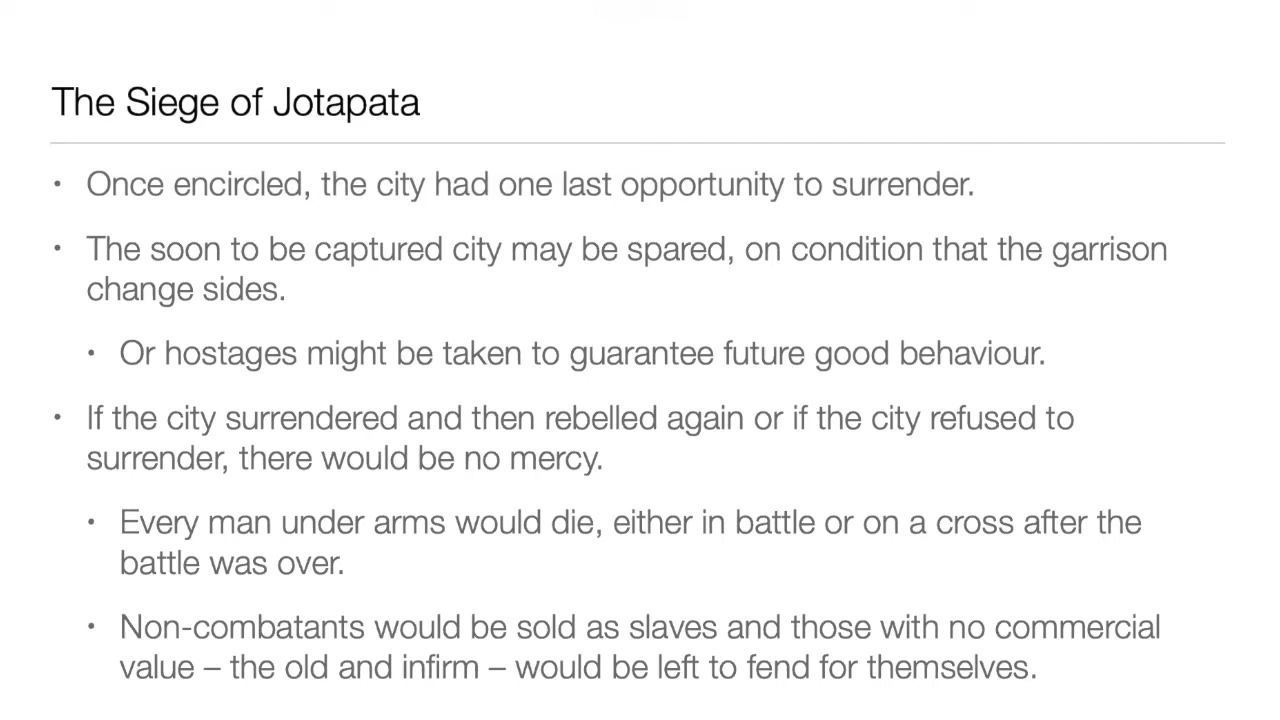 The Siege of Jotapata
• Once encircled, the city had one last opportunity to surrender.
• The soon to be captured city may be spared, on condition that the garrison
change sides.
• Or hostages might be taken to guarantee future good behaviour.
• If the city surrendered and then rebelled again or if the city refused to
surrender, there would be no mercy.
• Every man under arms would die, either in battle or on a cross after the
battle was over.
• Non-combatants would be sold as slaves and those with no commercial
value – the old and infirm – would be left to fend for themselves.